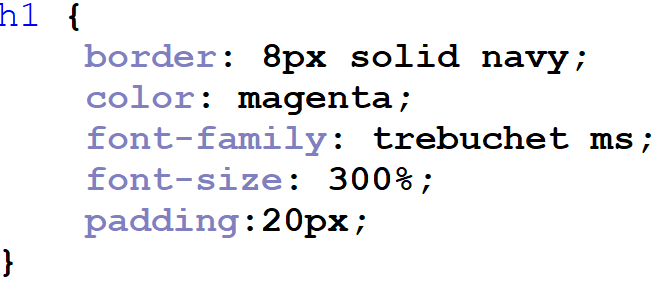 h1 {
border: 8px solid navy;
color: magenta;
font-family: trebuchet ms;
font-size: 300%;
padding:20px;
}